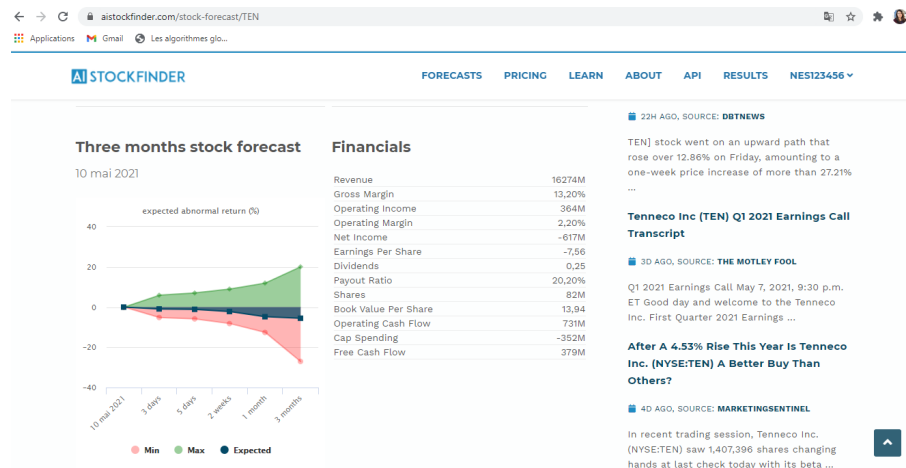 aistockfinder.com/stock-forecast/TEN
Applications Gmail Les algorithmes glo...
AI STOCKFINDER FORECASTS PRICING LEARN ABOUT API RESULTS NES123456
Three months stock forecast
10 mai 2021
expected abnormal return (%)
40
20
0
-20
-40
10 mai 2021 3 days 5 days 2 weeks 1 month 3 months
Min Max Expected
Financials
Revenue 16274M
Gross Margin 13,20%
Operating Income 364M
Operating Margin 2,20%
Net Income -617M
Earnings Per Share -7,56
Dividends 0,25
Payout Ratio 20,20%
Shares 82M
Book Value Per Share 13,94
Operating Cash Flow 731M
Cap Spending -352M
Free Cash Flow 379M
22H AGO, SOURCE: DBTNEWS
TEN] stock went on an upward path that
rose over 12.86% on Friday, amounting to a
one-week price increase of more than 27.21%
...
Tenneco Inc (TEN) Q1 2021 Earnings Call
Transcript
3D AGO, SOURCE: THE MOTLEY FOOL
Q1 2021 Earnings Call May 7, 2021, 9:30 p.m.
ET Good day and welcome to the Tenneco
Inc. First Quarter 2021 Earnings ...
After A 4.53% Rise This Year Is Tenneco
Inc. (NYSE:TEN) A Better Buy Than
Others?
4D AGO, SOURCE: MARKETINGSENTINEL
In recent trading session, Tenneco Inc.
(NYSE:TEN) saw 1,407,396 shares changing
hands at last check today with its beta ...